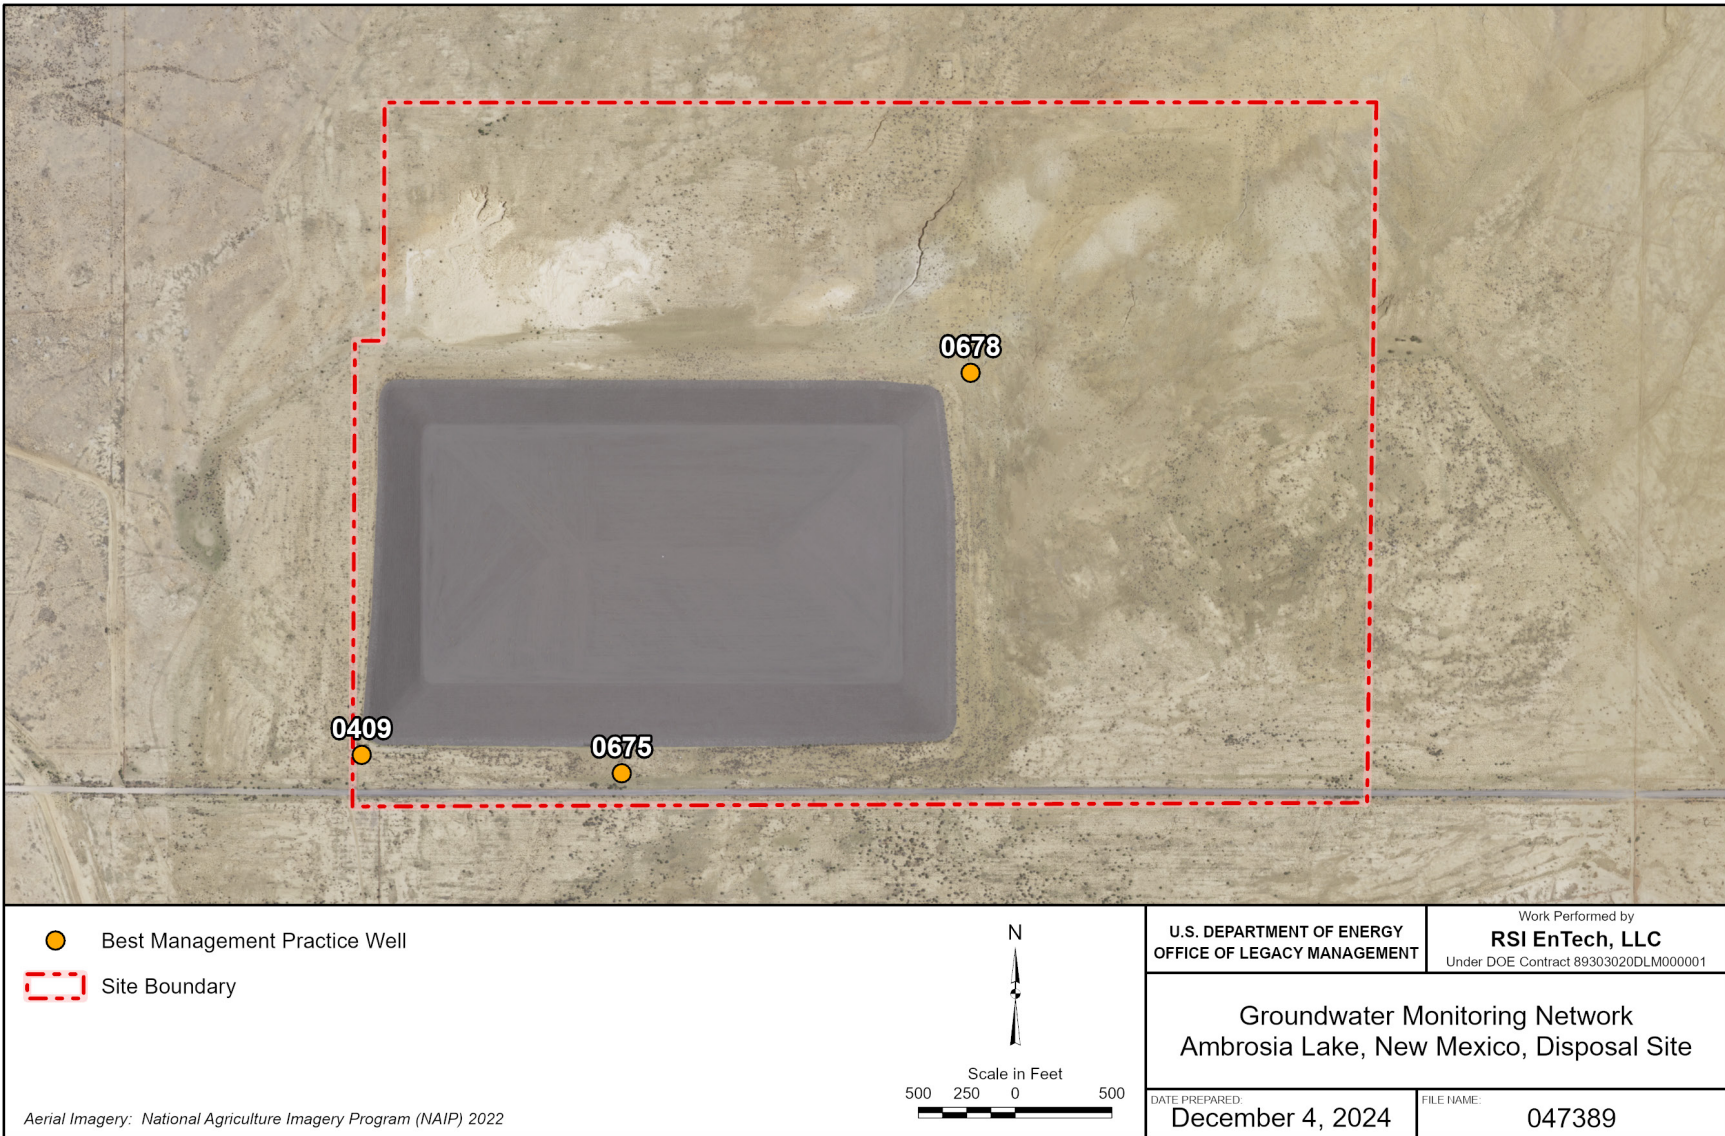 0678
0409
0675
Best Management Practice Well
Site Boundary
Aerial Imagery: National Agriculture Imagery Program (NAIP) 2022
N
Scale in Feet
500 250 0 500
U.S. DEPARTMENT OF ENERGY
OFFICE OF LEGACY MANAGEMENT
Work Performed by
RSI EnTech, LLC
Under DOE Contract 89303020DLM000001
Groundwater Monitoring Network
Ambrosia Lake, New Mexico, Disposal Site
DATE PREPARED:
December 4, 2024
FILE NAME:
047389